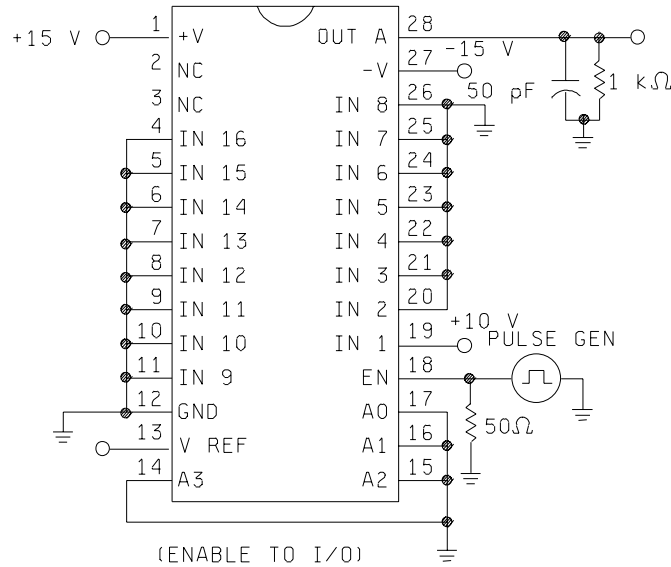 +15 V 1 +V OUT A 28
2 NC -V 27 -15 V
3 NC IN 8 26 50 pF 1 kΩ
4 IN 16 IN 7 25
5 IN 15 IN 6 24
6 IN 14 IN 5 23
7 IN 13 IN 4 22
8 IN 12 IN 3 21
9 IN 11 IN 2 20
10 IN 10 IN 1 19 +10 V
11 IN 9 EN 18 PULSE GEN
12 GND A0 17 50Ω
13 V REF A1 16
14 A3 A2 15
(ENABLE TO I/O)